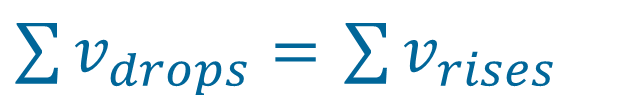 ∑ v_drops = ∑ v_rises